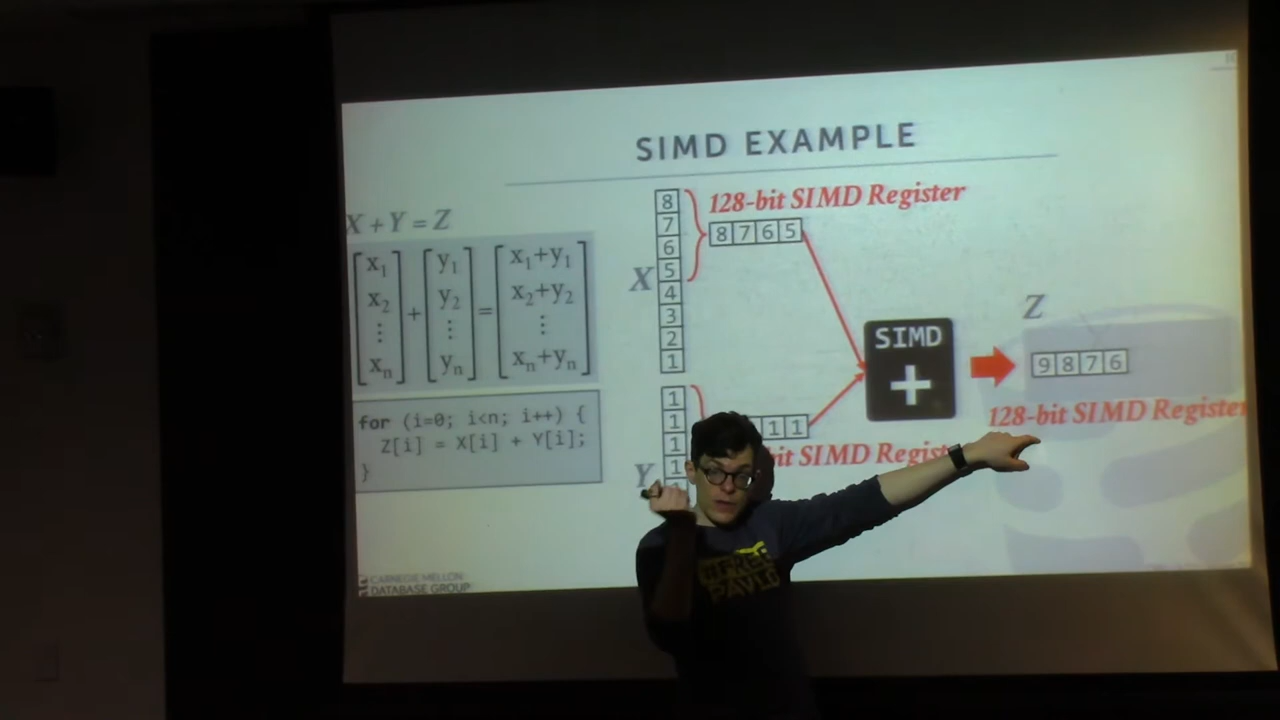 SIMD EXAMPLE
X + Y = Z
x1 y1 x1+y1
x2 + y2 = x2+y2
⋮ ⋮ ⋮
xn yn xn+yn
for (i=0; i<n; i++) {
Z[i] = X[i] + Y[i];
}
X
8
7
6
5
4
3
2
1
128-bit SIMD Register
8 7 6 5
Y
1
1
1
1
1 1
bit SIMD
SIMD
+
Z
9 8 7 6
128-bit SIMD Register
#FREE
PAVLO
CARNEGIE MELLON
DATABASE GROUP